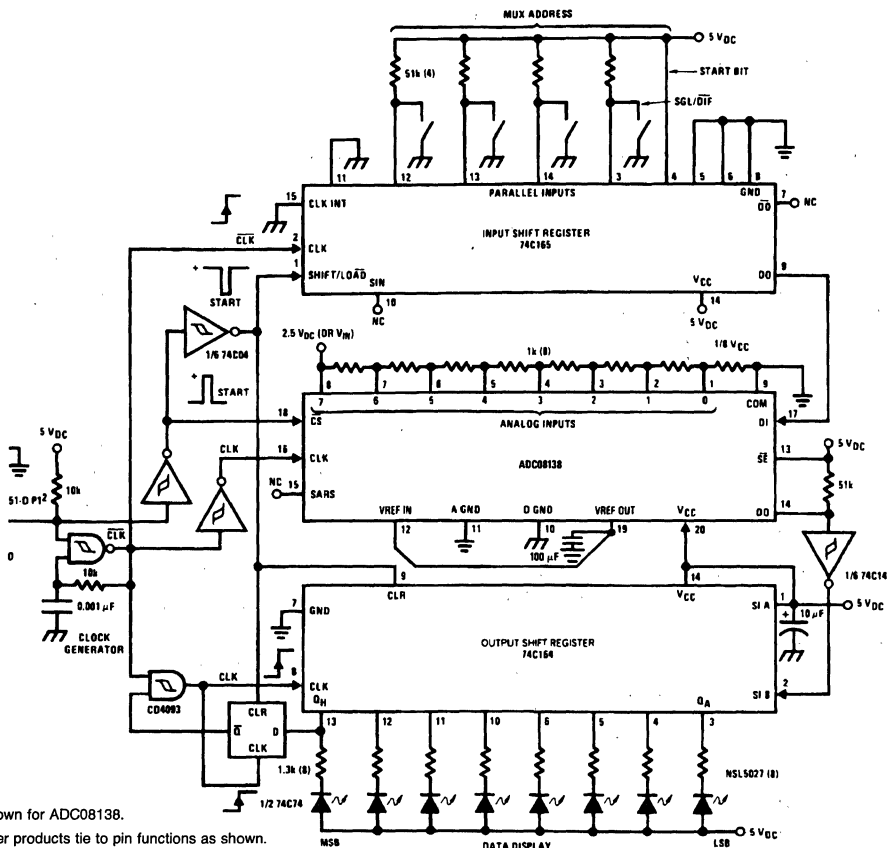 MUX ADDRESS
5 VDC
51k (4)
START BIT
SGL/DIF
11 12 13 14 3 4 5 6 8
GND
PARALLEL INPUTS
15 CLK INT
7
QO
NC
INPUT SHIFT REGISTER
74C165
CLK
2 CLK
1 SHIFT/LOAD
DO 9
SIN
VCC
10
NC
14
5 VDC
START
1/6 74C04
2.5 VDC (OR VIN)
1k (8)
1/8 VCC
START
8 7 6 5 4 3 2 1 9
7 6 5 4 3 2 1 0
COM
ANALOG INPUTS
DI 17
18 CS
5 VDC
CLK 16 CLK
ADC08138
SE 13
5 VDC
10k
51k
NC 15 SARS
DO 14
51-D P1²
VREF IN
A GND
D GND
VREF OUT
VCC
12 11 10 19 20
CLK
100 µF
D
10k
1/6 74C14
0.001 µF
9
CLR
14
VCC
7 GND
SI A 1
5 VDC
+ 10 µF
CLOCK
GENERATOR
OUTPUT SHIFT REGISTER
74C164
CLK 8 CLK
SI B 2
CD4093
QH
QA
CLR
Q D
CLK
13 12 11 10 6 5 4 3
1.3k (8)
NSL5027 (8)
1/2 74C74
own for ADC08138.
er products tie to pin functions as shown.
MSB
DATA DISPLAY
LSB
5 VDC